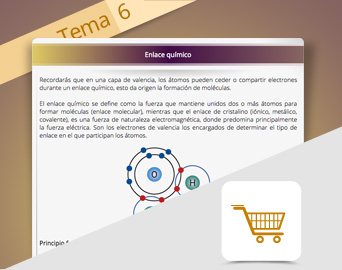 Tema 6
Enlace químico
Recordarás que en una capa de valencia, los átomos pueden ceder o compartir electrones
durante un enlace químico, esto da origen la formación de moléculas.
El enlace químico se define como la fuerza que mantiene unidos dos o más átomos para
formar moléculas (enlace molecular), mientras que el enlace de cristalino (iónico, metálico,
covalente), es una fuerza de naturaleza electromagnética, donde predomina principalmente
la fuerza eléctrica. Son los electrones de valencia los encargados de determinar el tipo de
enlace en el que participan los átomos.
O
H
Principio